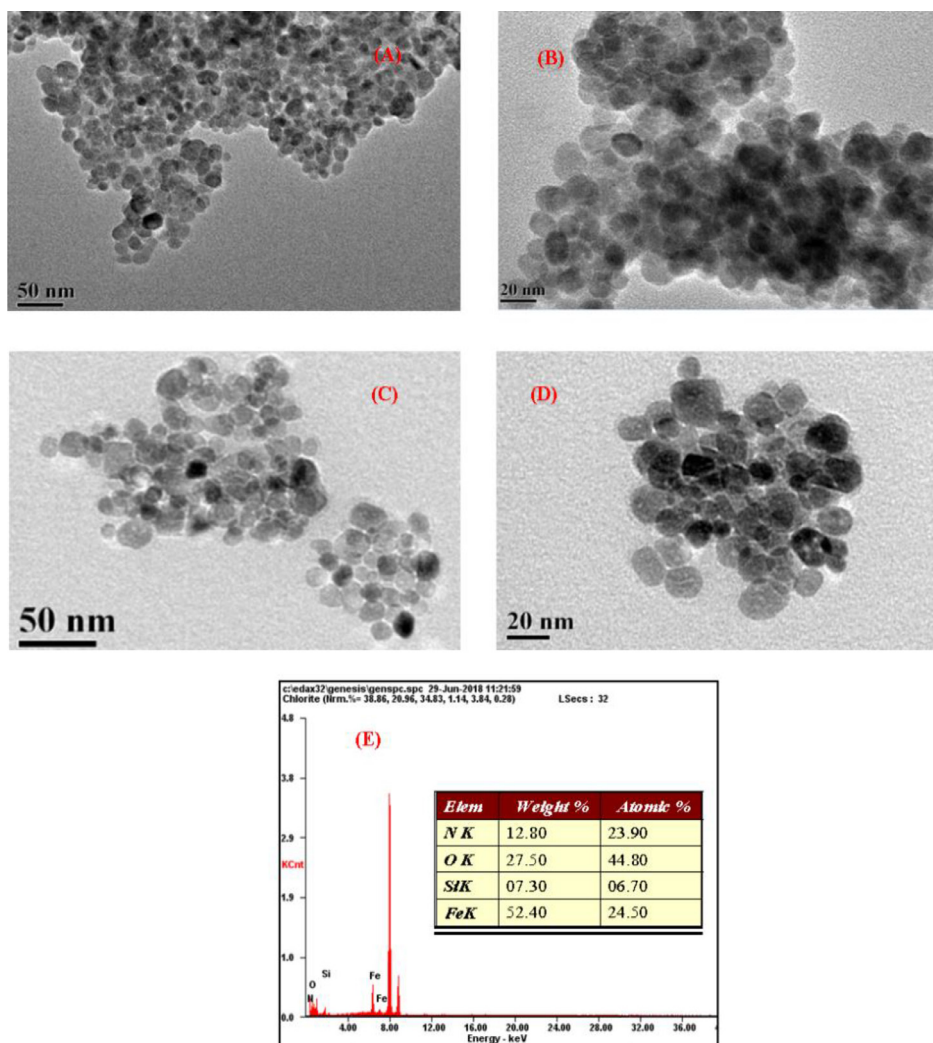 (A)
50 nm
(B)
20 nm
(C)
50 nm
(D)
20 nm
c:\edax32\genesis\genspc.spc 29-Jun-2018 11:21:59
Chlorite (Nrm.%= 38.86, 20.96, 34.83, 1.14, 3.84, 0.28) LSecs : 32
4.8
(E)
3.8
Elem Weight % Atomic %
N K 12.80 23.90
2.9
O K 27.50 44.80
KCnt
SiK 07.30 06.70
1.9
FeK 52.40 24.50
1.0
Si Fe
O
N Fe
0.0
4.00 8.00 12.00 16.00 20.00 24.00 28.00 32.00 36.00
Energy - keV